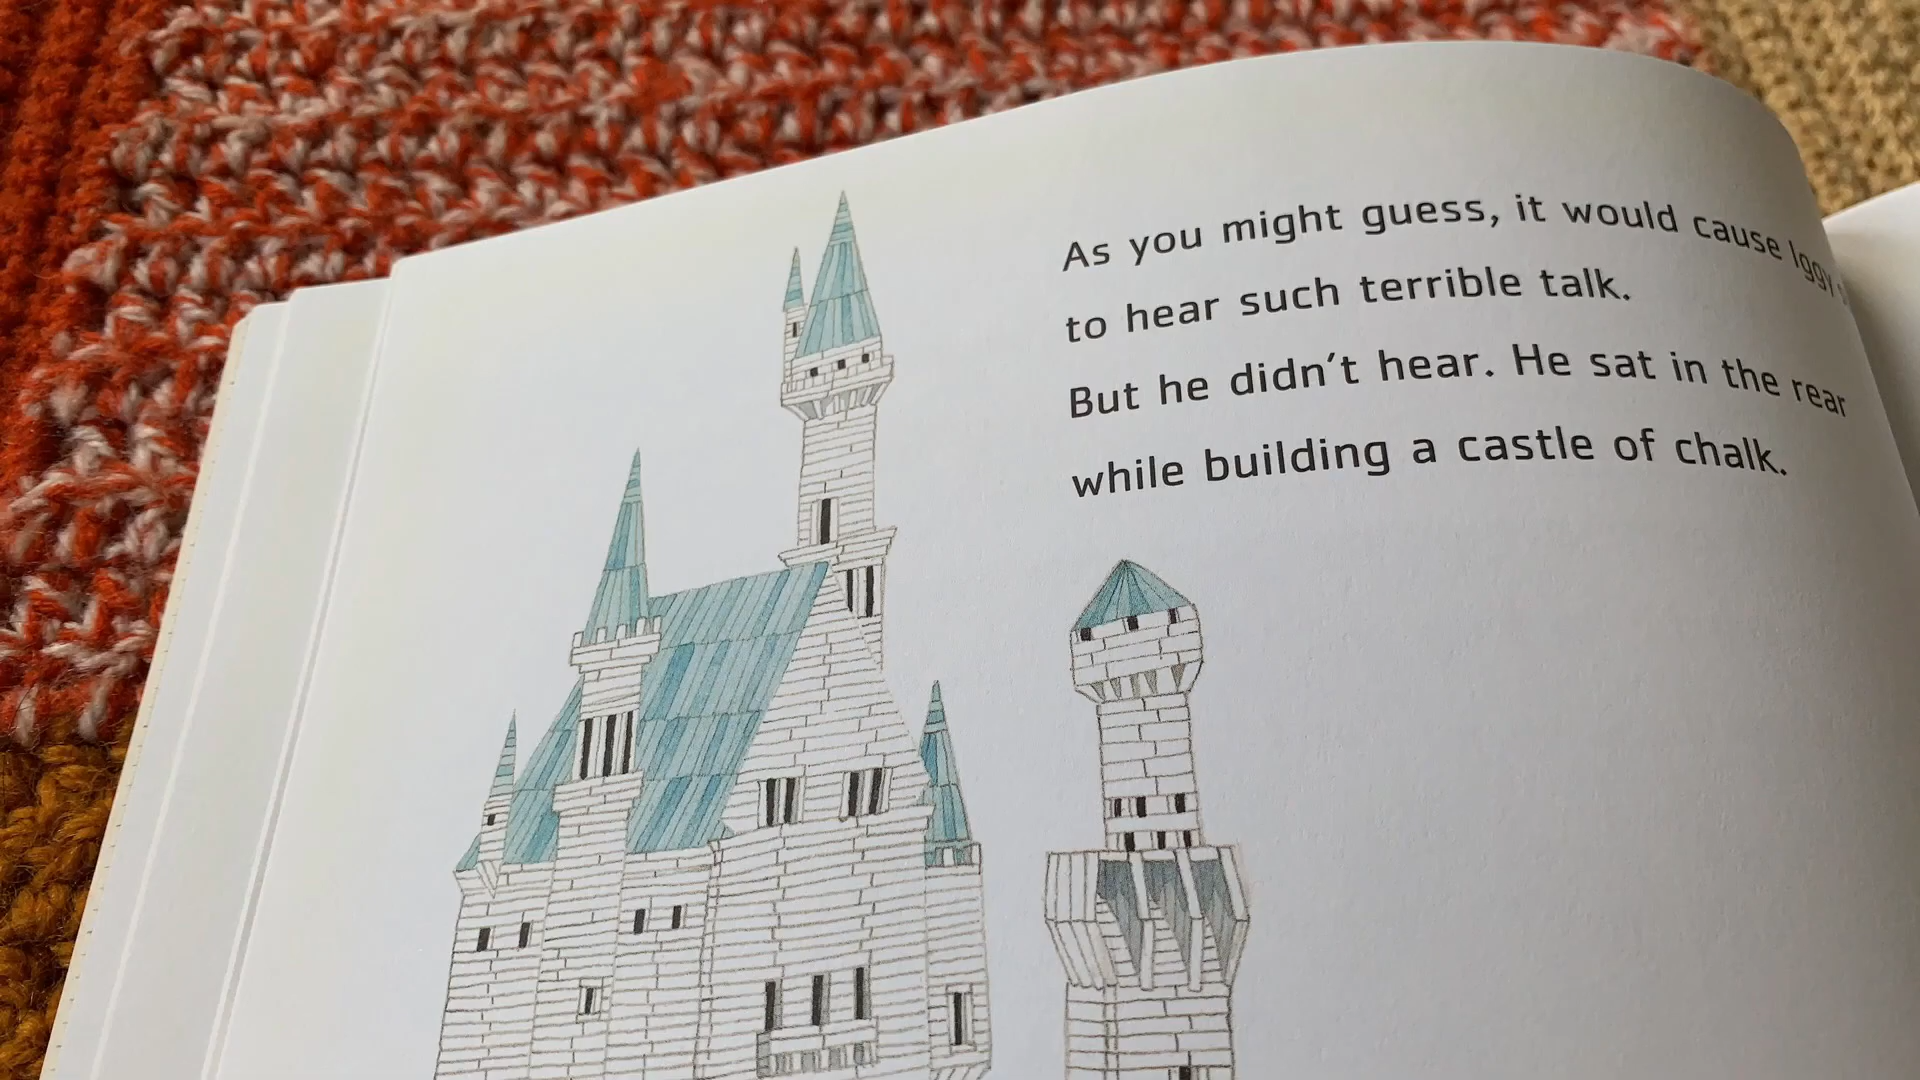 As you might guess, it would cause Iggy
to hear such terrible talk.
But he didn't hear. He sat in the rear
while building a castle of chalk.